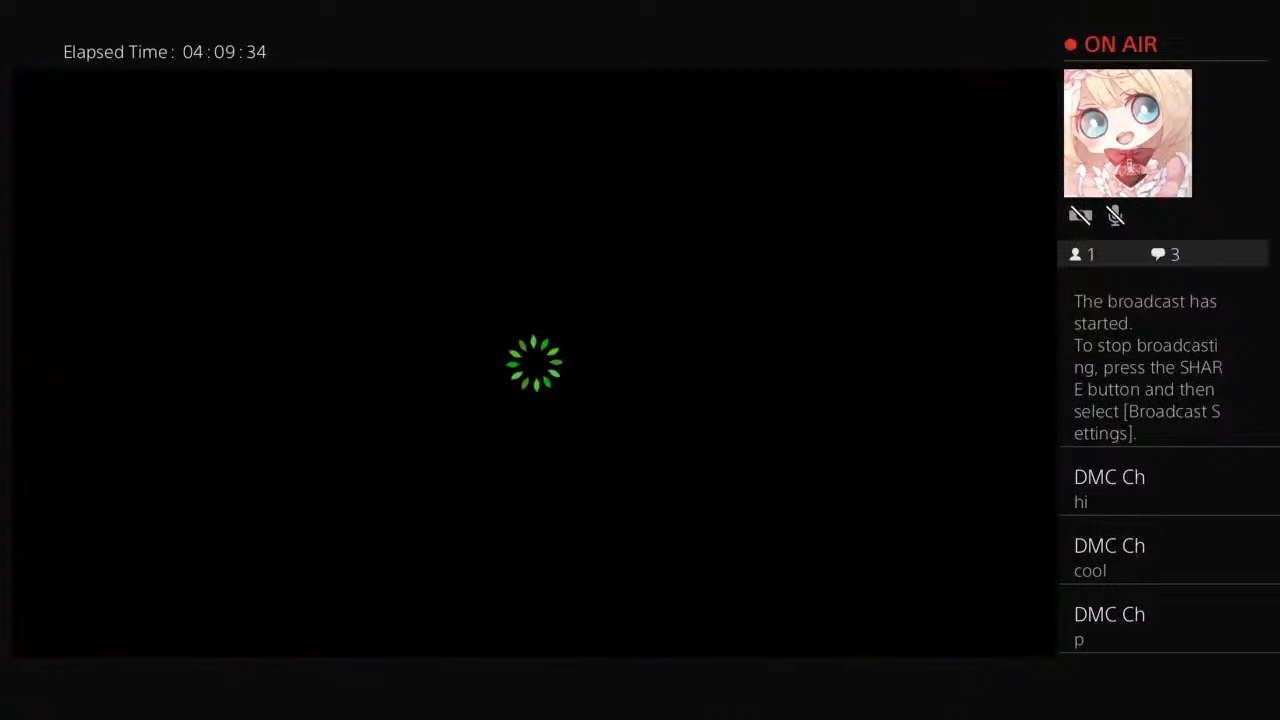 Elapsed Time: 04:09:34
ON AIR
1
3
The broadcast has
started.
To stop broadcasti
ng, press the SHAR
E button and then
select [Broadcast S
ettings].
DMC Ch
hi
DMC Ch
cool
DMC Ch
p